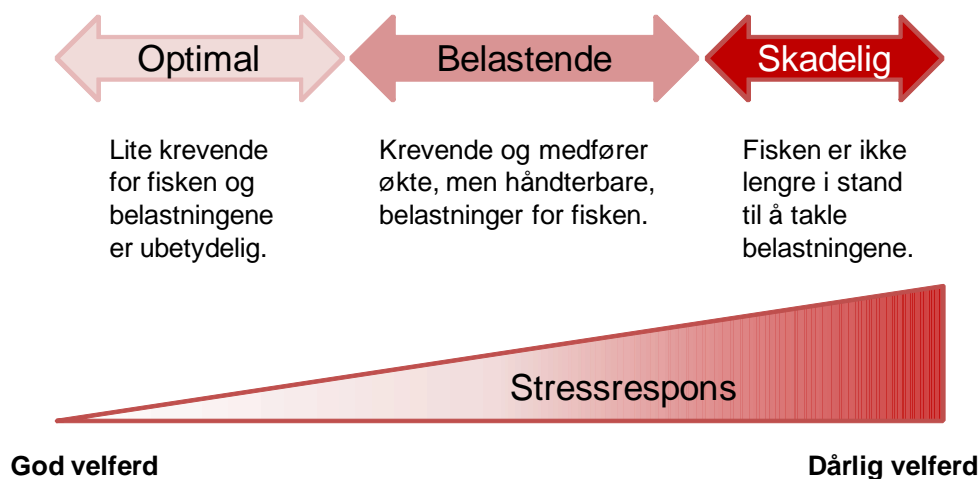 Optimal
Belastende
Skadelig
Lite krevende
for fisken og
belastningene
er ubetydelig.
Krevende og medfører
økte, men håndterbare,
belastninger for fisken.
Fisken er ikke
lengre i stand
til å takle
belastningene.
Stressrespons
God velferd
Dårlig velferd